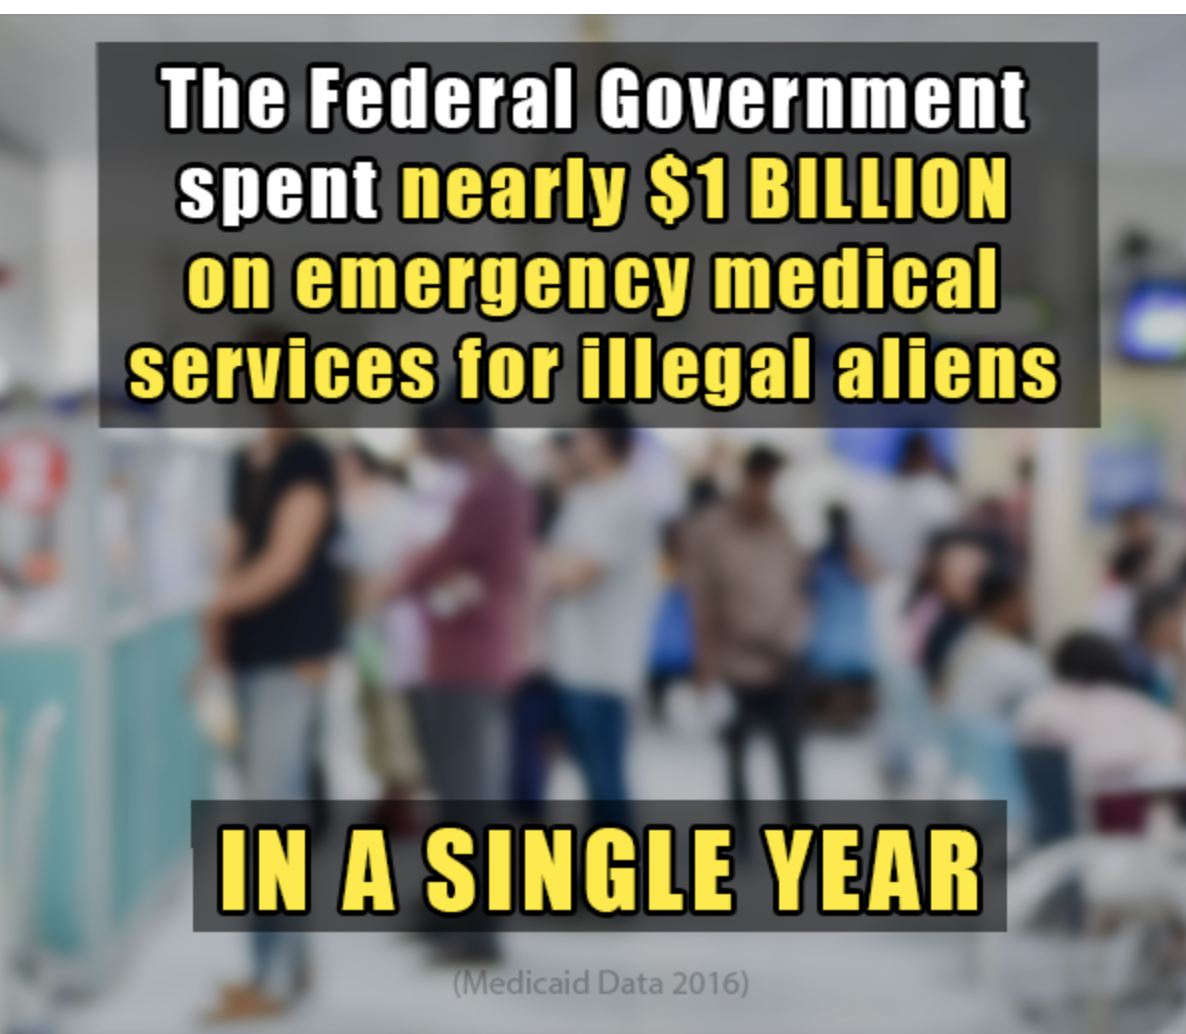 The Federal Government
spent nearly $1 BILLION
on emergency medical
services for illegal aliens
IN A SINGLE YEAR
(Medicaid Data 2016)